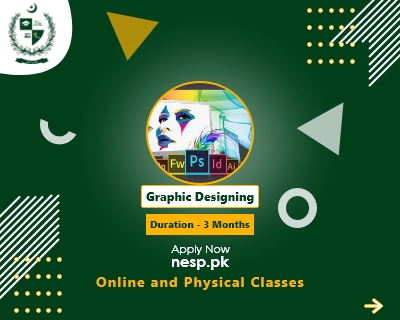 Fw
Ps
Id
Ai
Graphic Designing
Duration - 3 Months
Apply Now
nesp.pk
Online and Physical Classes